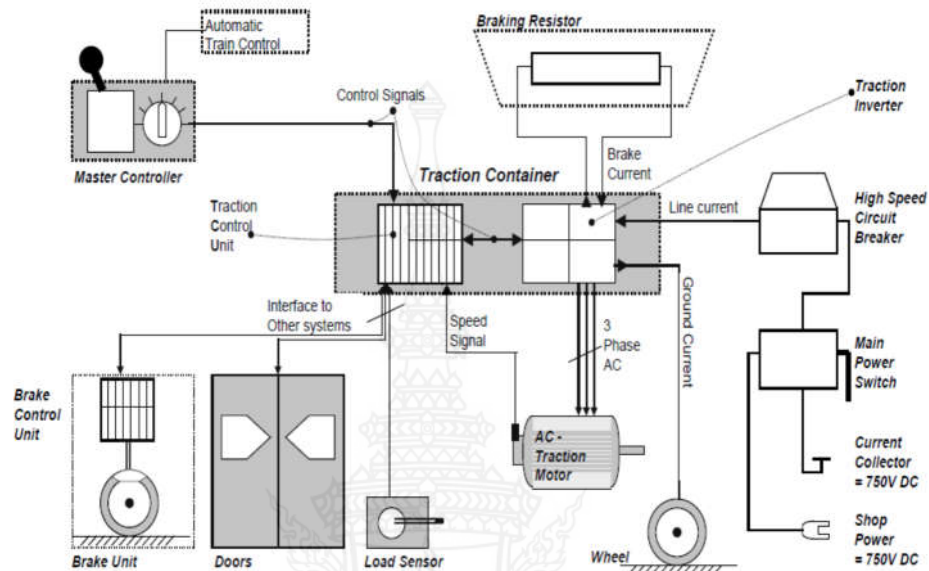 Automatic
Train Control
Braking Resistor
Control Signals
Traction
Inverter
Master Controller
Brake
Current
Traction Container
Traction
Control
Unit
Line current
High Speed
Circuit
Breaker
Interface to
Other systems
Speed
Signal
3
Phase
AC
Ground Current
Main
Power
Switch
Brake
Control
Unit
AC -
Traction
Motor
Current
Collector
= 750V DC
Shop
Power
= 750V DC
Brake Unit
Doors
Load Sensor
Wheel